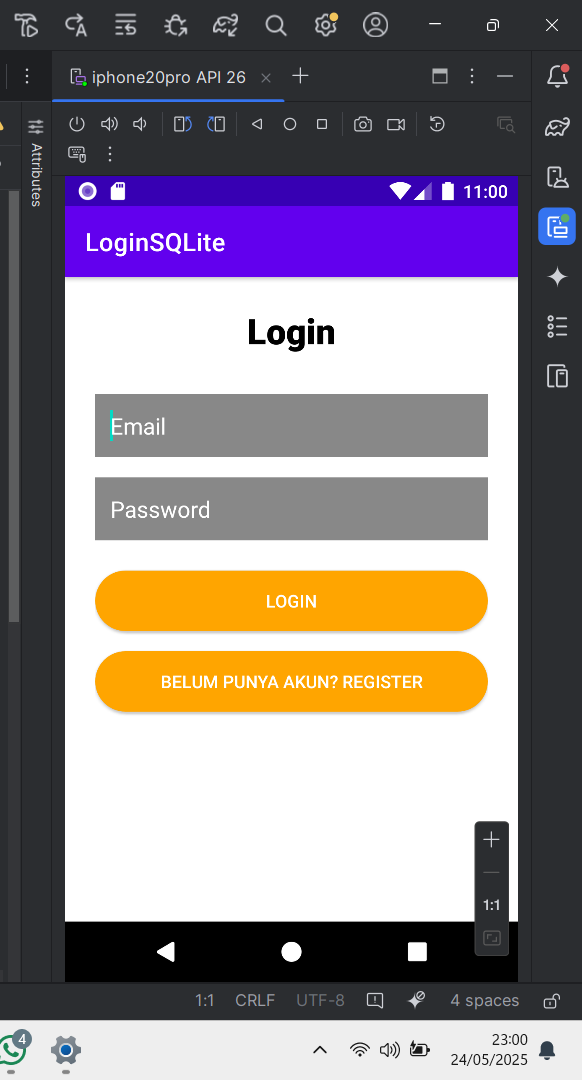 iphone20pro API 26
Attributes
11:00
LoginSQLite
Login
Email
Password
LOGIN
BELUM PUNYA AKUN? REGISTER
1:1
1:1 CRLF UTF-8 4 spaces
4
23:00
24/05/2025